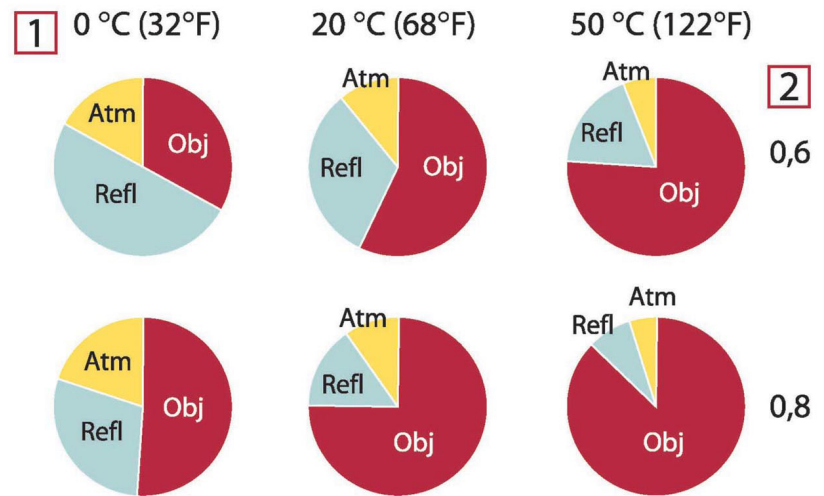 1 0 °C (32°F) 20 °C (68°F) 50 °C (122°F)
2
Atm Obj Refl
Atm Refl Obj
Atm Refl Obj
0,6
Atm Obj Refl
Atm Refl Obj
Atm Refl Obj
0,8